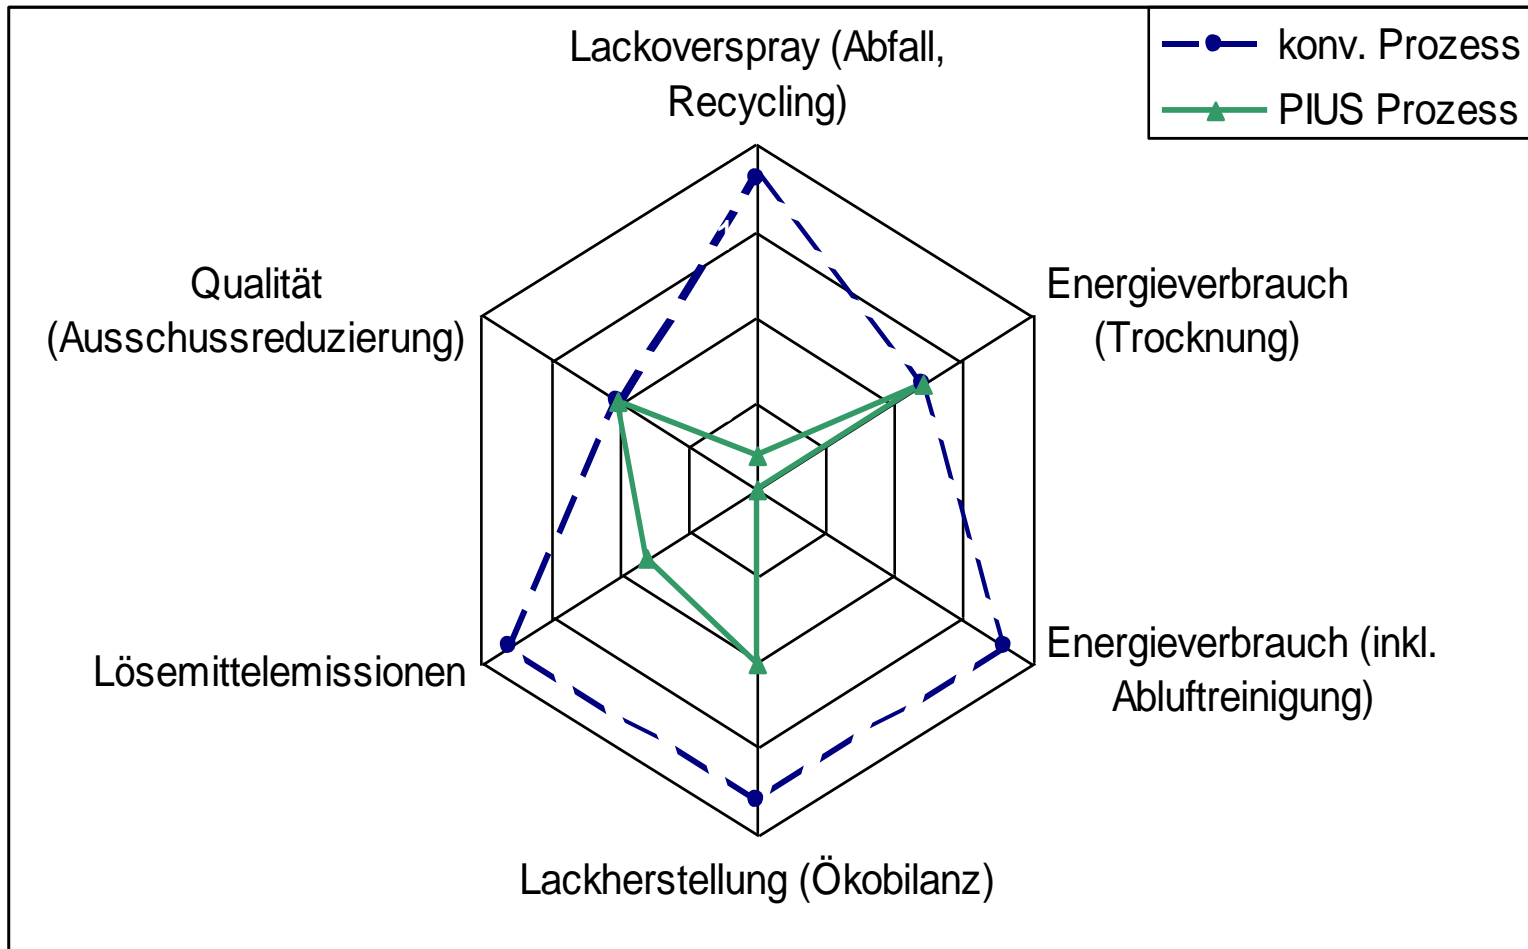 Lackoverspray (Abfall,
Recycling)
konv. Prozess
PIUS Prozess
Qualität
(Ausschussreduzierung)
Energieverbrauch
(Trocknung)
Lösemittelemissionen
Energieverbrauch (inkl.
Abluftreinigung)
Lackherstellung (Ökobilanz)